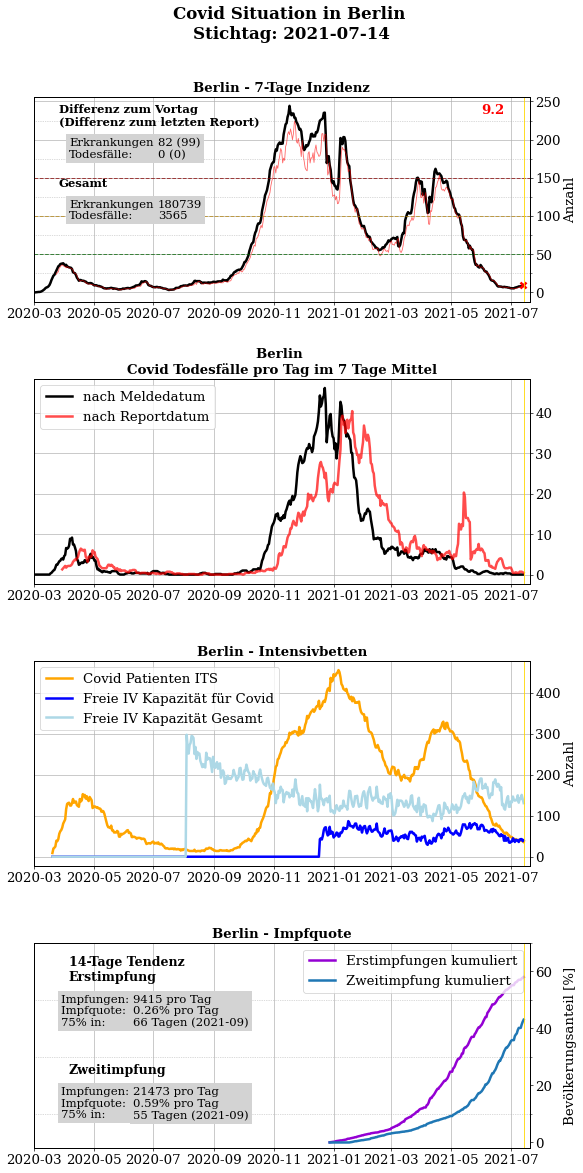 Covid Situation in Berlin
Stichtag: 2021-07-14
Berlin - 7-Tage Inzidenz
Differenz zum Vortag
(Differenz zum letzten Report)
Erkrankungen 82 (99)
Todesfälle: 0 (0)
Gesamt
Erkrankungen 180739
Todesfälle: 3565
9.2
250
200
150
100
50
0
Anzahl
2020-03 2020-05 2020-07 2020-09 2020-11 2021-01 2021-03 2021-05 2021-07
Berlin
Covid Todesfälle pro Tag im 7 Tage Mittel
nach Meldedatum
nach Reportdatum
40
30
20
10
0
2020-03 2020-05 2020-07 2020-09 2020-11 2021-01 2021-03 2021-05 2021-07
Berlin - Intensivbetten
Covid Patienten ITS
Freie IV Kapazität für Covid
Freie IV Kapazität Gesamt
400
300
200
100
0
Anzahl
2020-03 2020-05 2020-07 2020-09 2020-11 2021-01 2021-03 2021-05 2021-07
Berlin - Impfquote
14-Tage Tendenz
Erstimpfung
Impfungen: 9415 pro Tag
Impfquote: 0.26% pro Tag
75% in: 66 Tagen (2021-09)
Zweitimpfung
Impfungen: 21473 pro Tag
Impfquote: 0.59% pro Tag
75% in: 55 Tagen (2021-09)
Erstimpfungen kumuliert
Zweitimpfung kumuliert
60
40
20
0
Bevölkerungsanteil [%]
2020-03 2020-05 2020-07 2020-09 2020-11 2021-01 2021-03 2021-05 2021-07